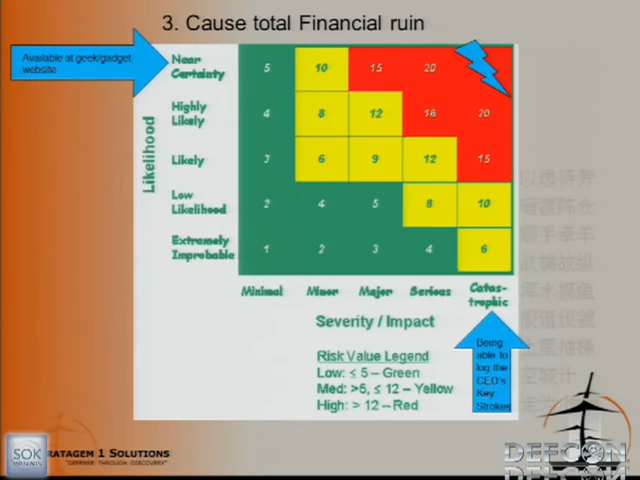 3. Cause total Financial ruin
Available at geek/gadget
website
Near
Certainty
5
10
15
20
Highly
Likely
4
8
12
16
20
Likelihood
Likely
3
6
9
12
15
Low
Likelihood
2
4
5
8
10
Extremely
Improbable
1
2
3
4
6
Minimal
Minor
Major
Serious
Catas-
trophic
Severity / Impact
Risk Value Legend
Low: ≤ 5 – Green
Med: >5, ≤ 12 – Yellow
High: > 12 – Red
Being
able to
log the
CEO's
Key
Strokes
SOK
PRESENTS
RATAGEM 1 SOLUTIONS
"DEFENSE THROUGH DISCOVERY"
DEFCON